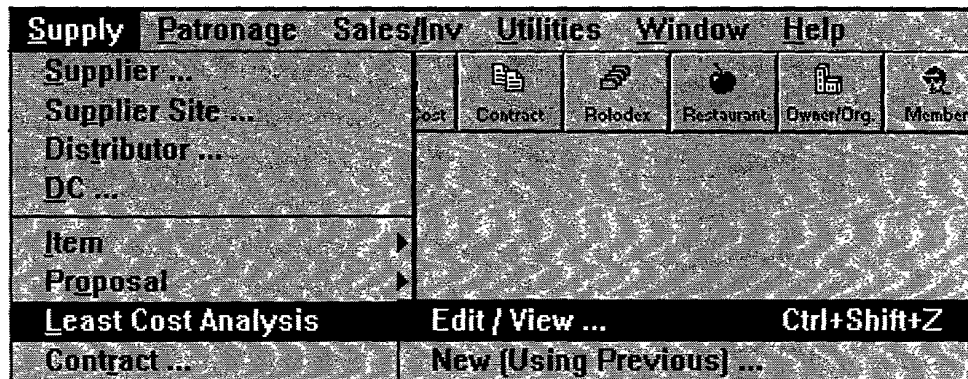 Supply Patronage Sales/Inv Utilities Window Help
Supplier ...
Supplier Site ...
Distributor ...
DC ...
Item
Proposal
Least Cost Analysis
Contract ...
Cost Contract Rolodex Restaurant Owner/Org. Member
Edit / View ... Ctrl+Shift+Z
New (Using Previous) ...